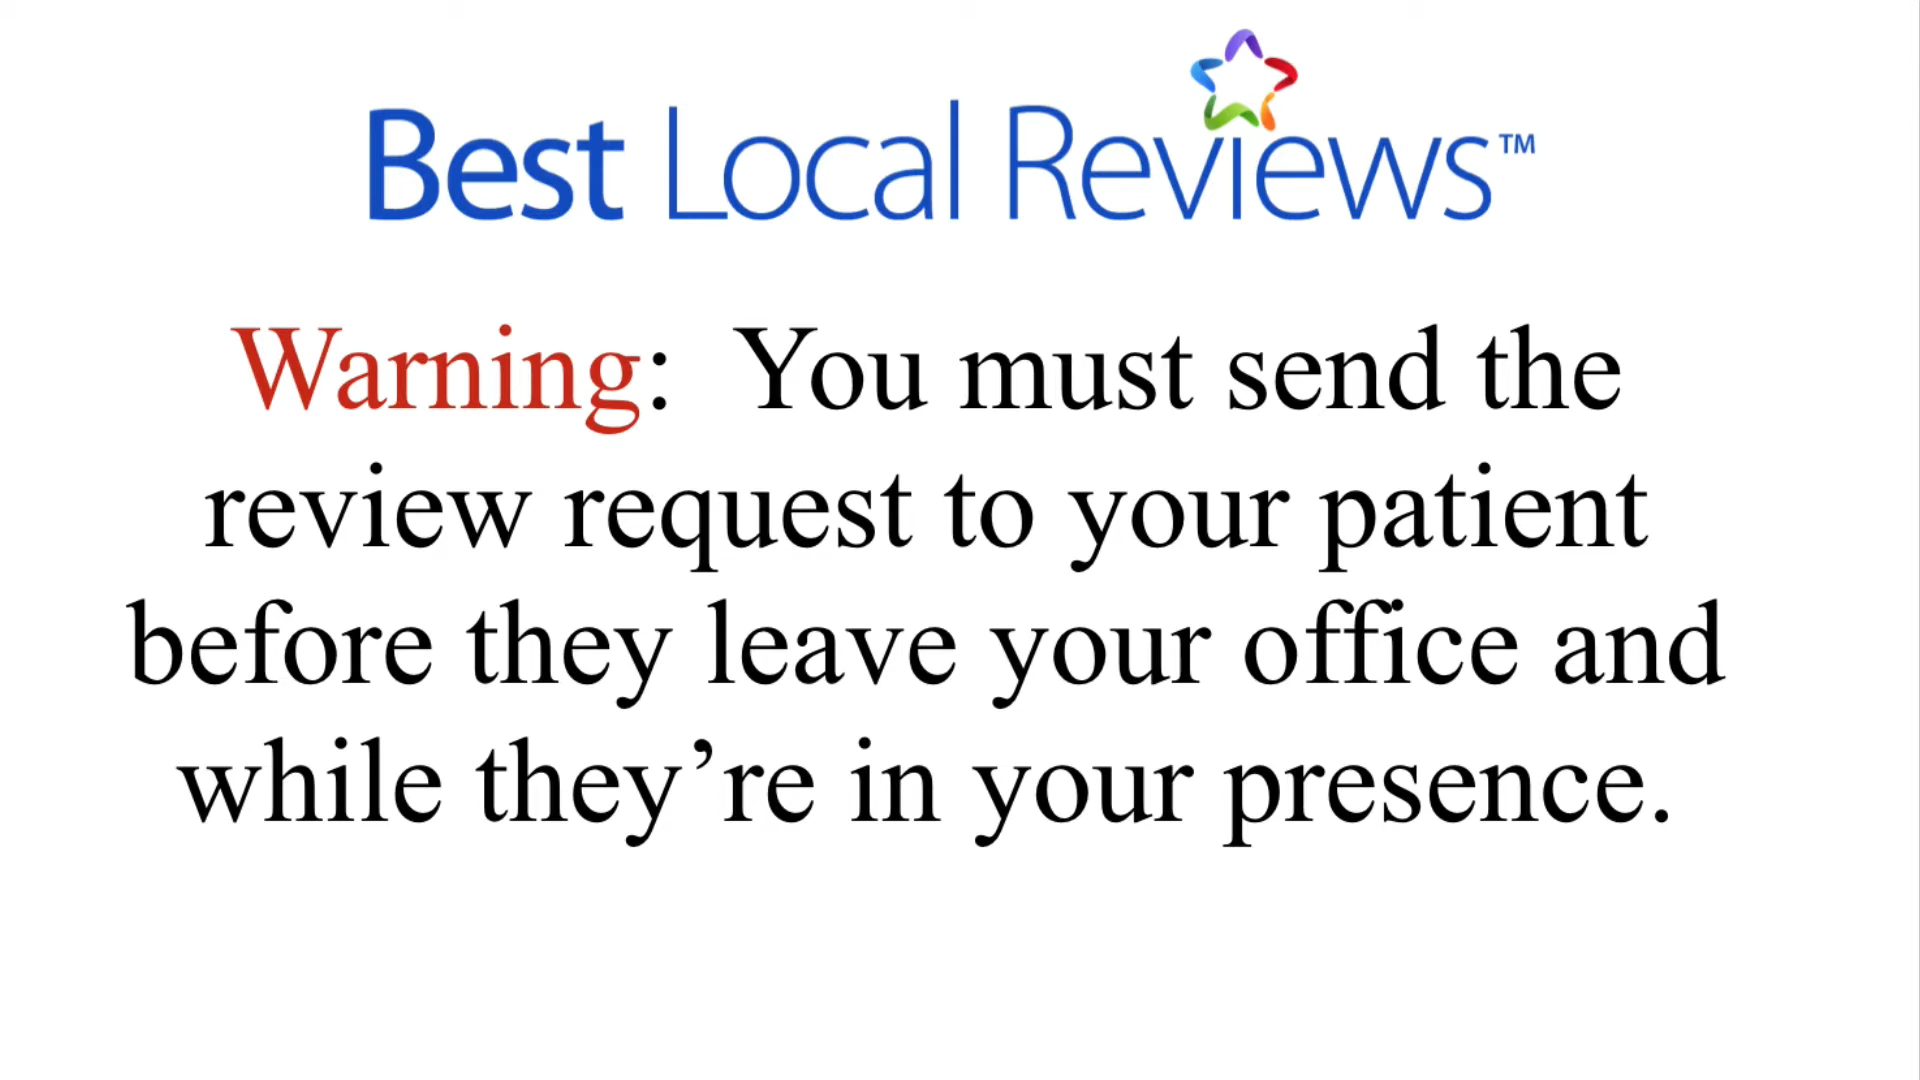 Best Local Reviews™
Warning:  You must send the
review request to your patient
before they leave your office and
while they’re in your presence.